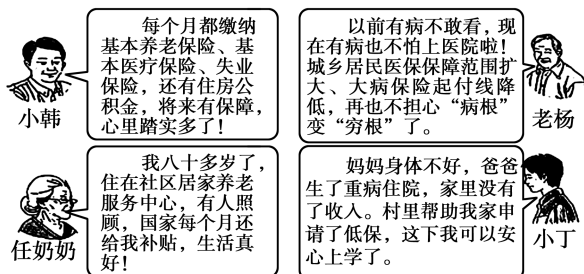 每个月都缴纳
基本养老保险、基
本医疗保险、失业
保险，还有住房公
积金，将来有保障，
心里踏实多了！
小韩
以前有病不敢看，现
在有病也不怕上医院啦！
城乡居民医保保障范围扩
大、大病保险起付线降
低，再也不担心“病根”
变“穷根”了。
老杨
我八十多岁了，
住在社区居家养老
服务中心，有人照
顾，国家每个月还
给我补贴，生活真
好！
任奶奶
妈妈身体不好，爸爸
生了重病住院，家里没有
了收入。村里帮助我家申
请了低保，这下我可以安
心上学了。
小丁